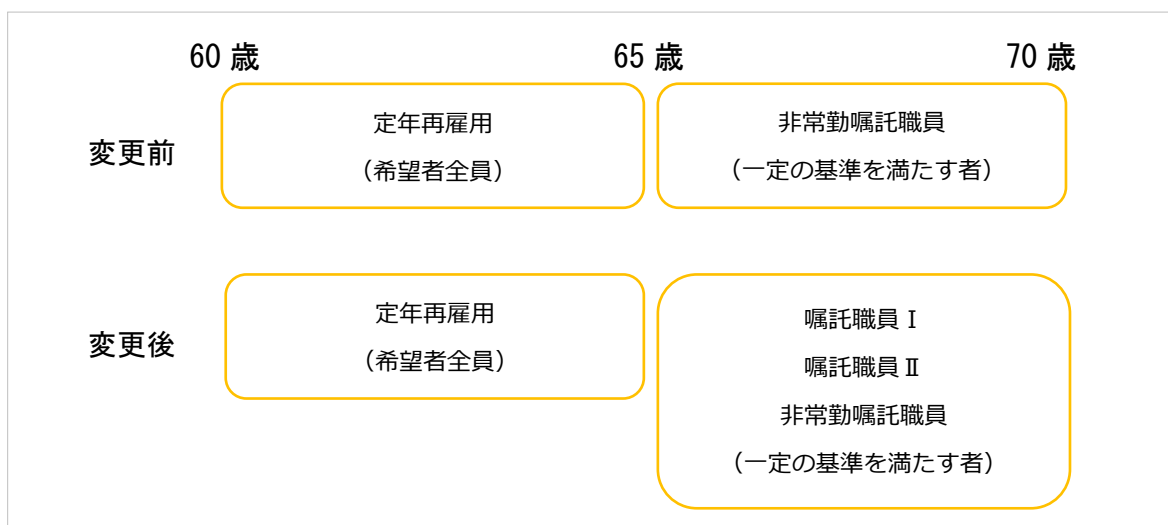 60 歳 65 歳 70 歳
変更前
定年再雇用
（希望者全員）
非常勤嘱託職員
（一定の基準を満たす者）
変更後
定年再雇用
（希望者全員）
嘱託職員Ⅰ
嘱託職員Ⅱ
非常勤嘱託職員
（一定の基準を満たす者）